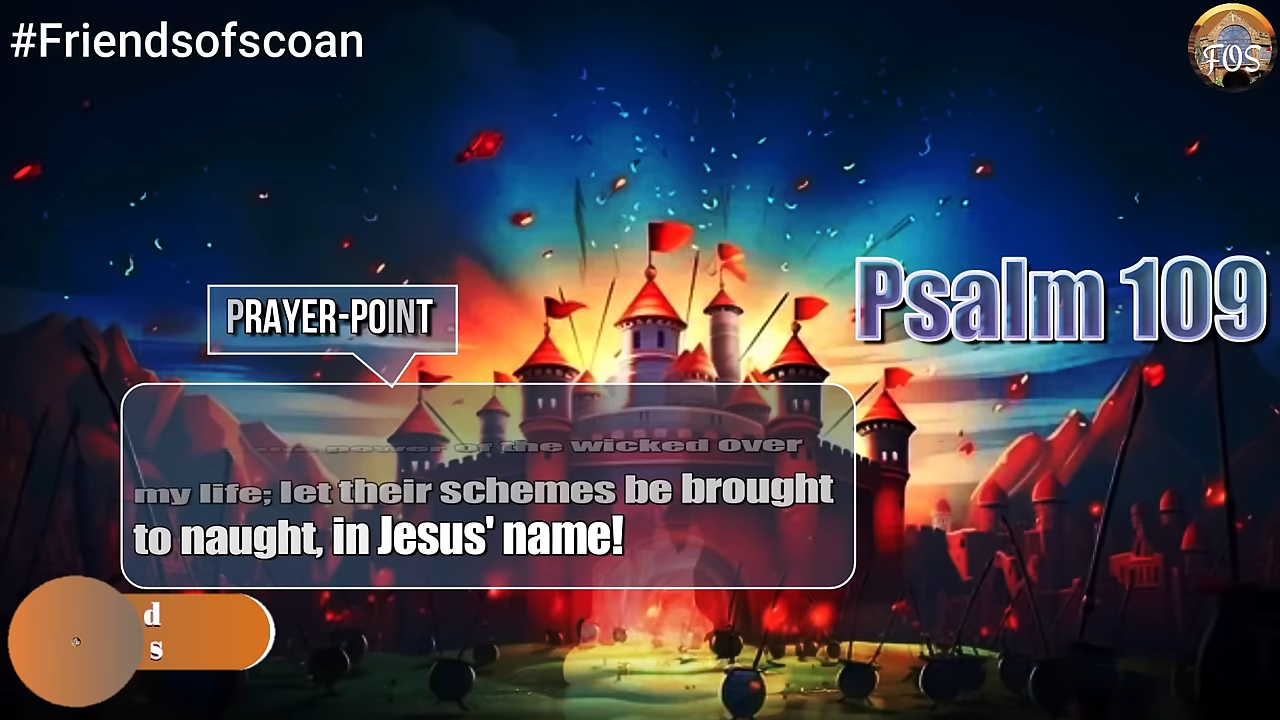 #Friendsofscoan
FOS
Psalm 109
PRAYER-POINT
power of the wicked over
my life; let their schemes be brought
to naught, in Jesus' name!
d
s